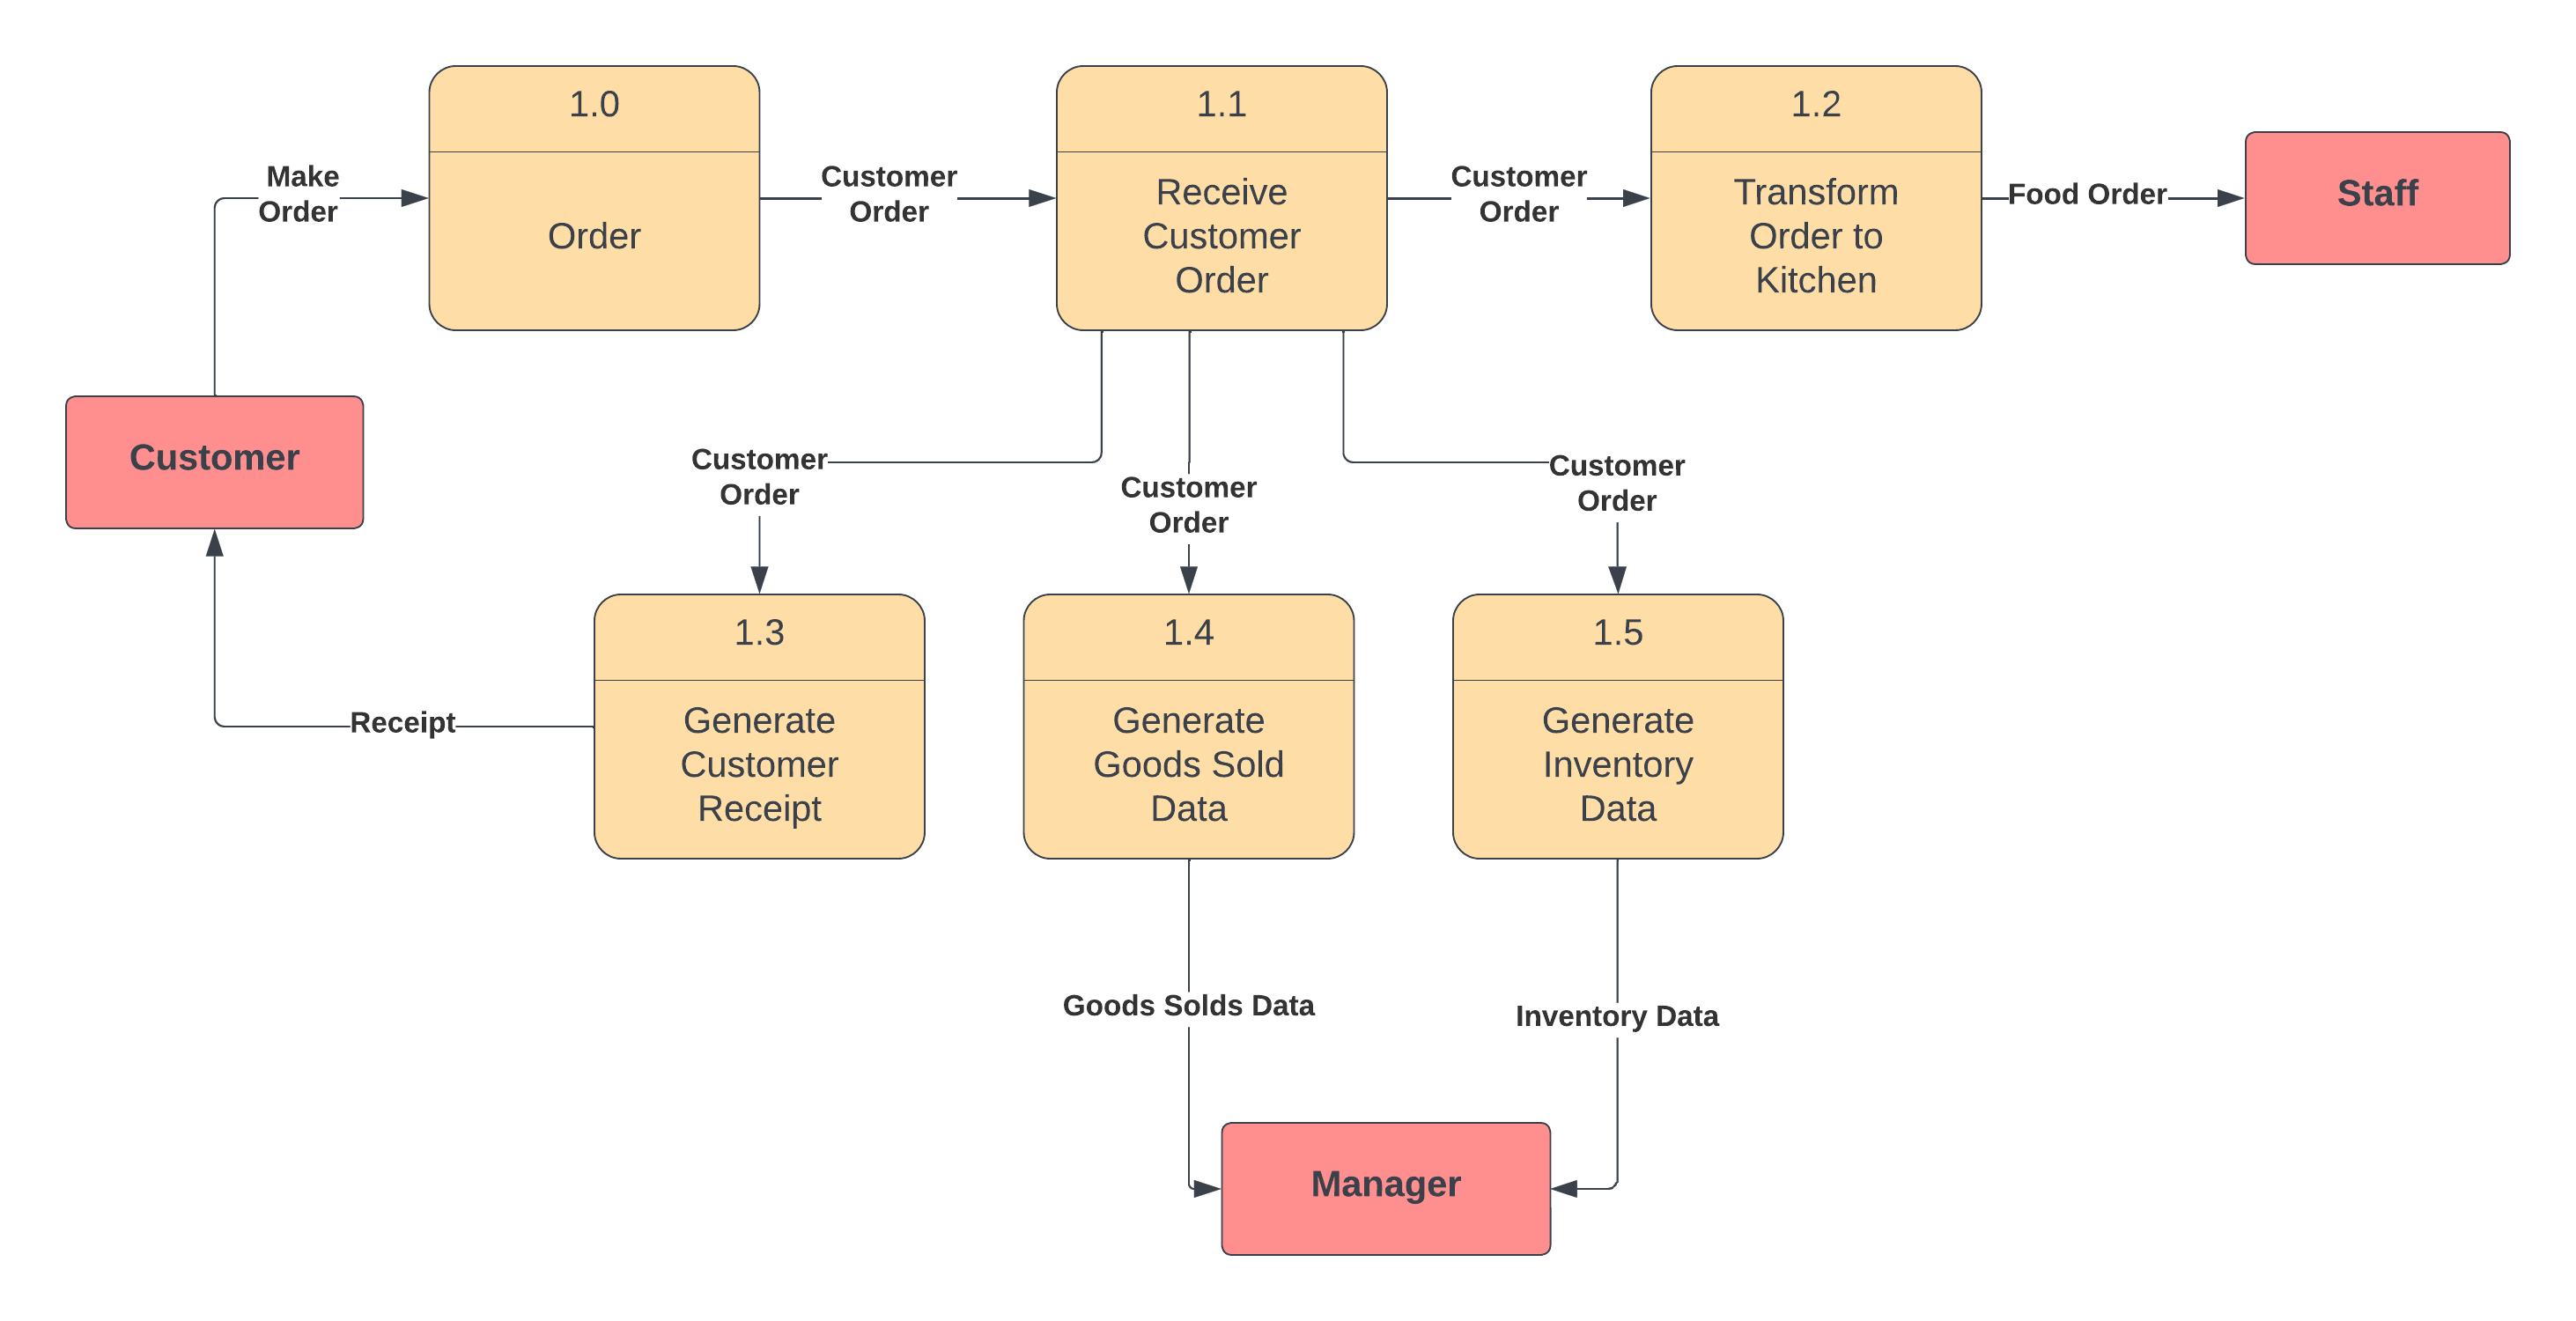 1.0
Order
1.1
Receive
Customer
Order
1.2
Transform
Order to
Kitchen
Make
Order
Customer
Order
Customer
Order
Food Order
Staff
Customer
Customer
Order
Customer
Order
Customer
Order
1.3
Generate
Customer
Receipt
1.4
Generate
Goods Sold
Data
1.5
Generate
Inventory
Data
Receipt
Goods Solds Data
Inventory Data
Manager